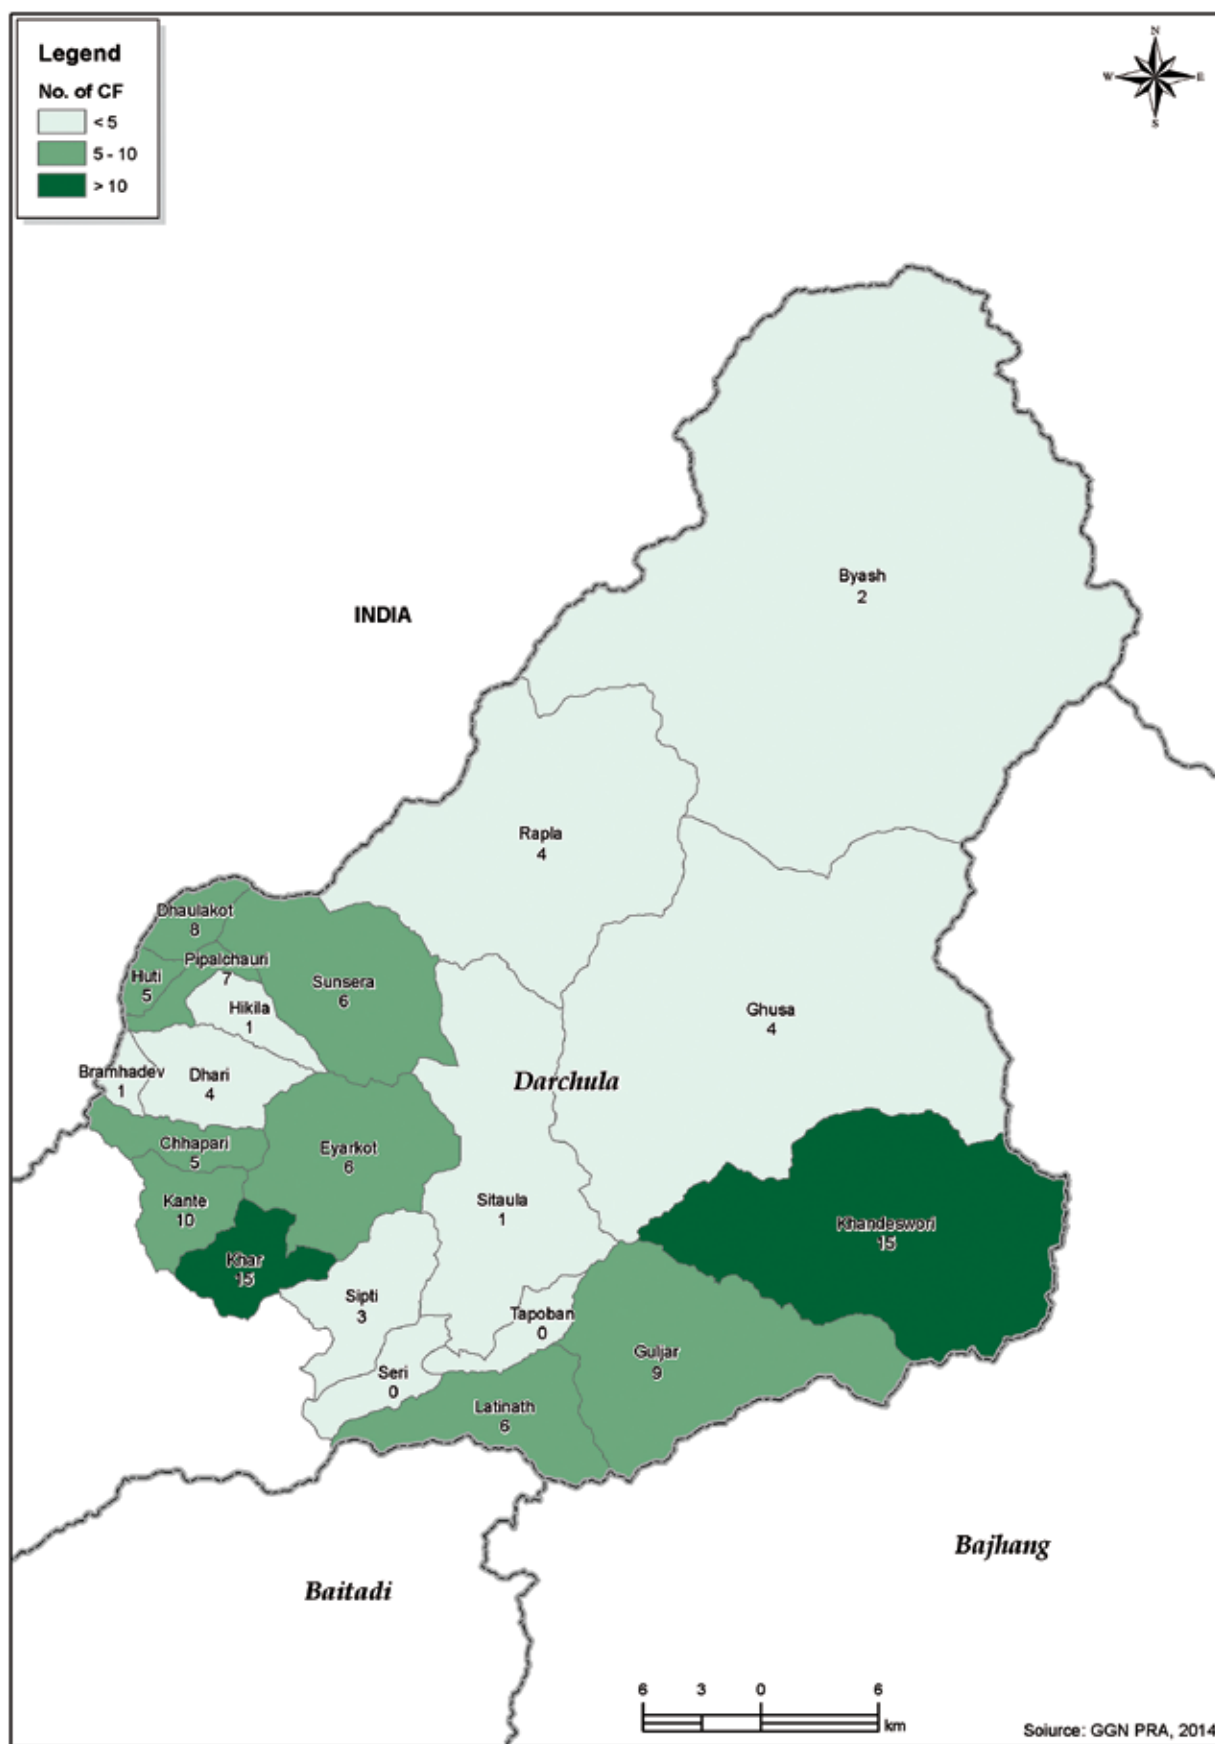 Legend
No. of CF
< 5
5 - 10
> 10
N
W
E
S
INDIA
Byash
2
Rapla
4
Dhaulakot
8
Huti
5
Pipalchauri
7
Hikila
1
Sunsera
6
Ghusa
4
Bramhadev
1
Dhari
4
Darchula
Chhapari
5
Eyarkot
6
Kante
10
Sitaula
1
Khandeswori
15
Khar
15
Sipti
3
Tapoban
0
Guljar
9
Seri
0
Latinath
6
Bajhang
Baitadi
6 3 0 6
km
Soiurce: GGN PRA, 2014